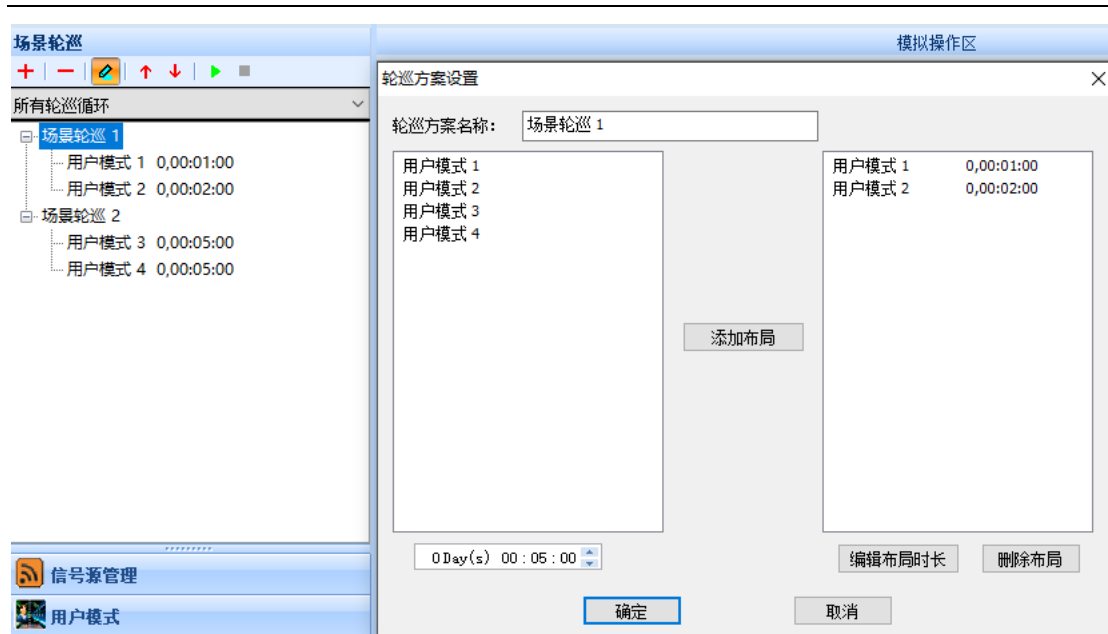 场景轮巡
模拟操作区
所有轮巡循环
场景轮巡 1
用户模式 1 0,00:01:00
用户模式 2 0,00:02:00
场景轮巡 2
用户模式 3 0,00:05:00
用户模式 4 0,00:05:00
信号源管理
用户模式
轮巡方案设置
轮巡方案名称： 场景轮巡 1
用户模式 1
用户模式 2
用户模式 3
用户模式 4
添加布局
用户模式 1 0,00:01:00
用户模式 2 0,00:02:00
0Day(s) 00:05:00
编辑布局时长 删除布局
确定 取消